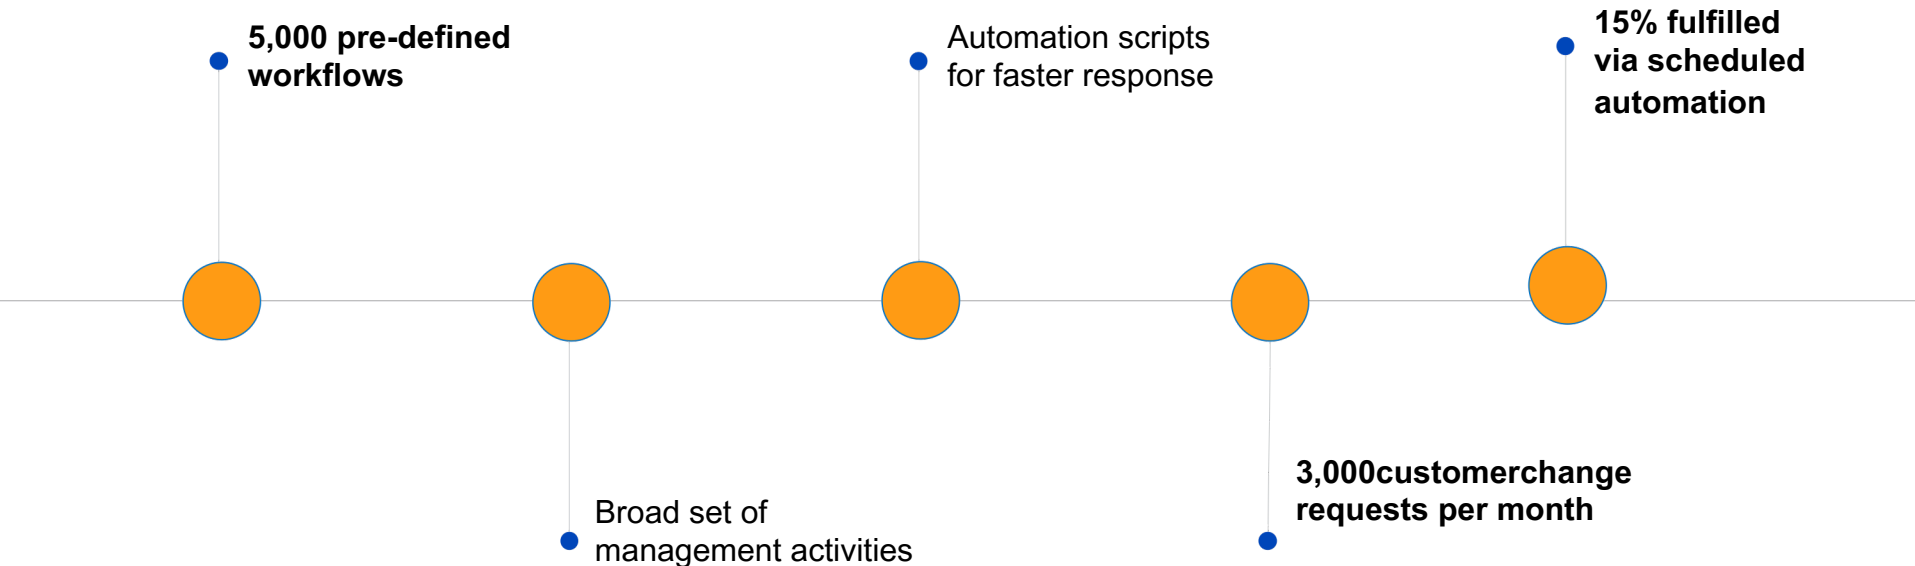 5,000 pre-defined
workflows
Broad set of
management activities
Automation scripts
for faster response
3,000customerchange
requests per month
15% fulfilled
via scheduled
automation